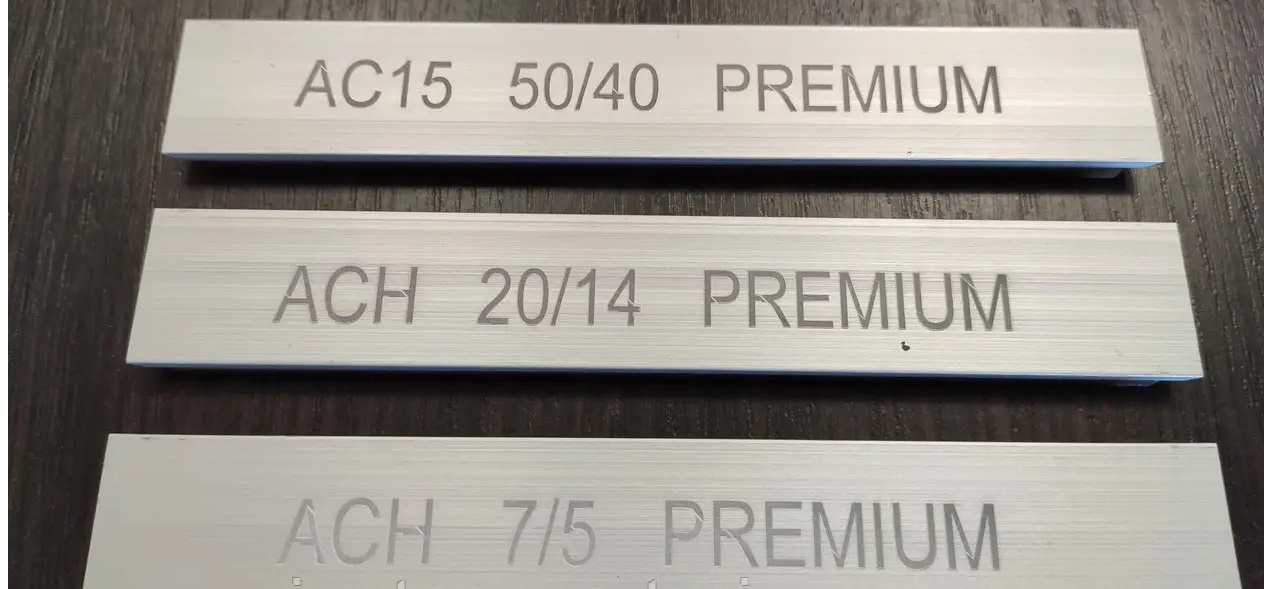 AC15 50/40 PREMIUM
ACH 20/14 PREMIUM
ACH 7/5 PREMIUM